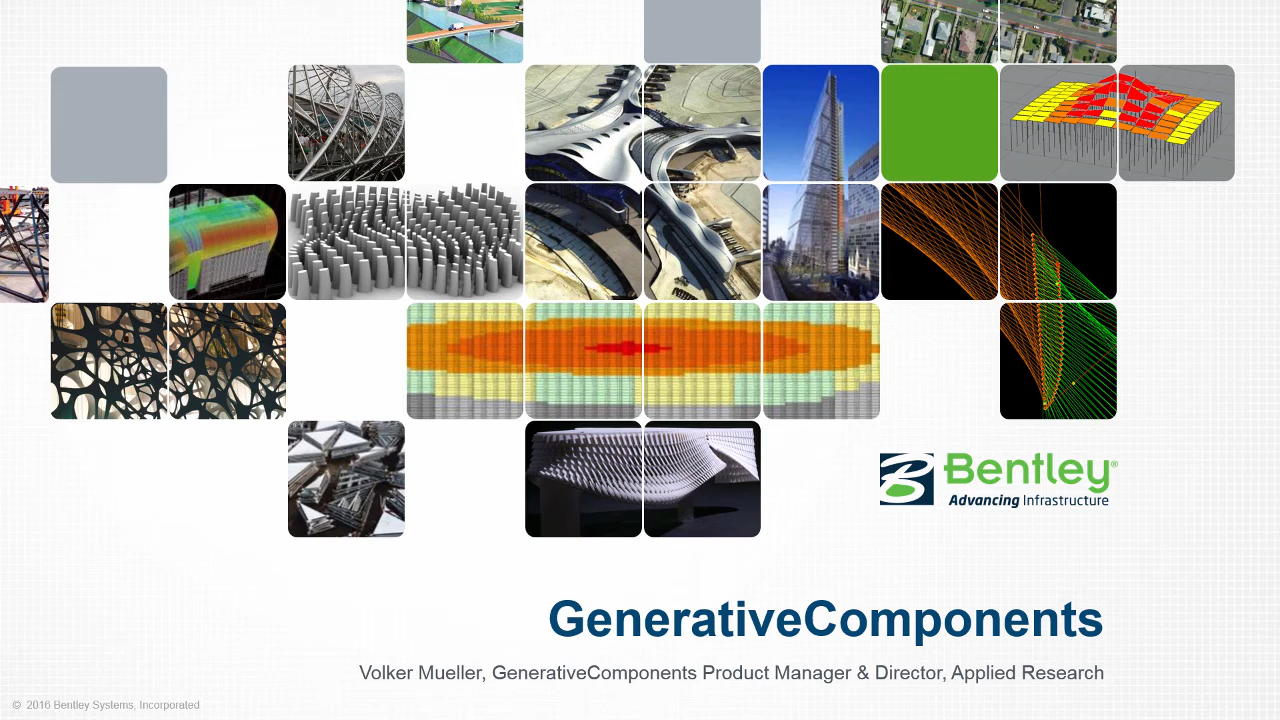 Bentley®
Advancing Infrastructure
GenerativeComponents
Volker Mueller, GenerativeComponents Product Manager & Director, Applied Research
© 2016 Bentley Systems, Incorporated